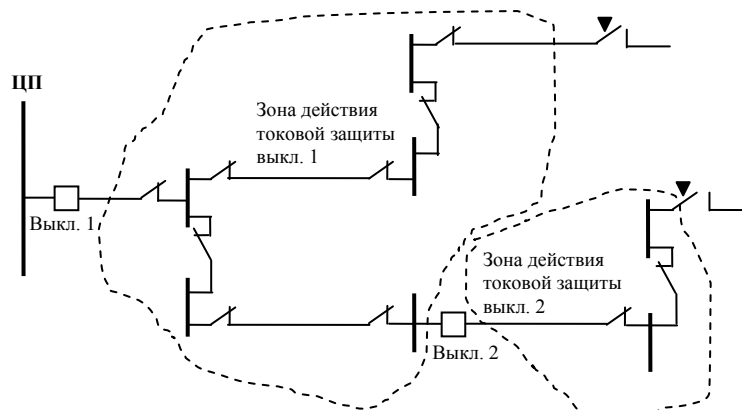 ЦП
Зона действия
токовой защиты
выкл. 1
Выкл. 1
Зона действия
токовой защиты
выкл. 2
Выкл. 2